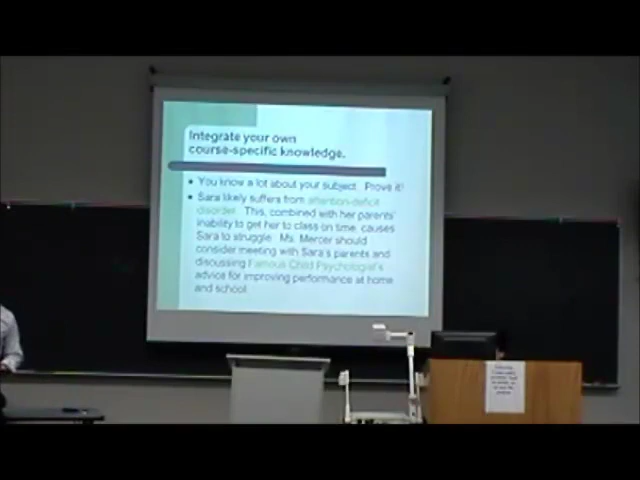 Integrate your own
course-specific knowledge.
• You know a lot about your subject. Prove it!
• Sara likely suffers from attention-deficit
disorder. This, combined with her parents'
inability to get her to class on time, causes
Sara to struggle. Ms. Mercer should
consider meeting with Sara's parents and
discussing Famous Child Psychologist's
advice for improving performance at home
and school.